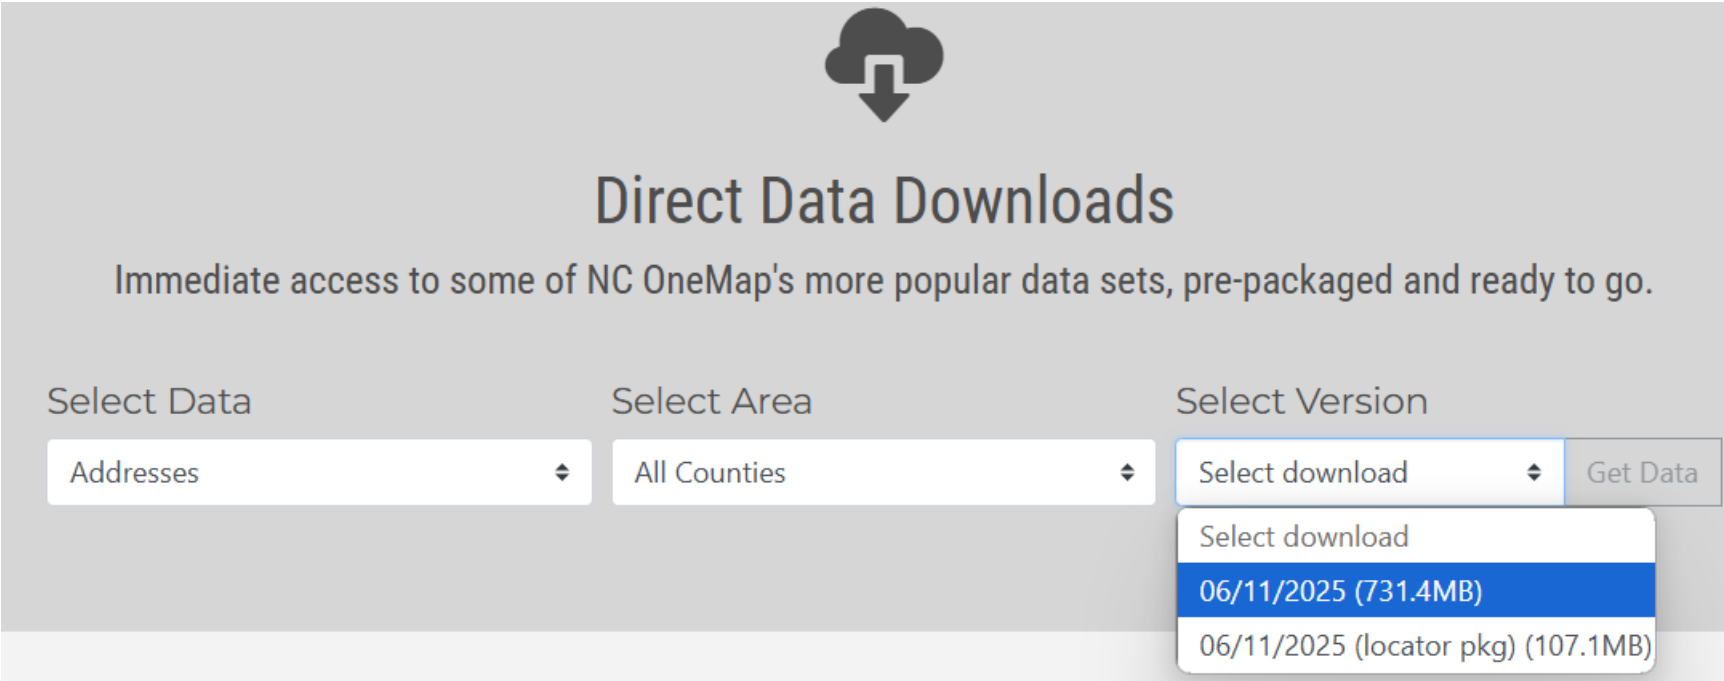 Direct Data Downloads
Immediate access to some of NC OneMap's more popular data sets, pre-packaged and ready to go.
Select Data
Select Area
Select Version
Addresses
All Counties
Select download
Get Data
Select download
06/11/2025 (731.4MB)
06/11/2025 (locator pkg) (107.1MB)